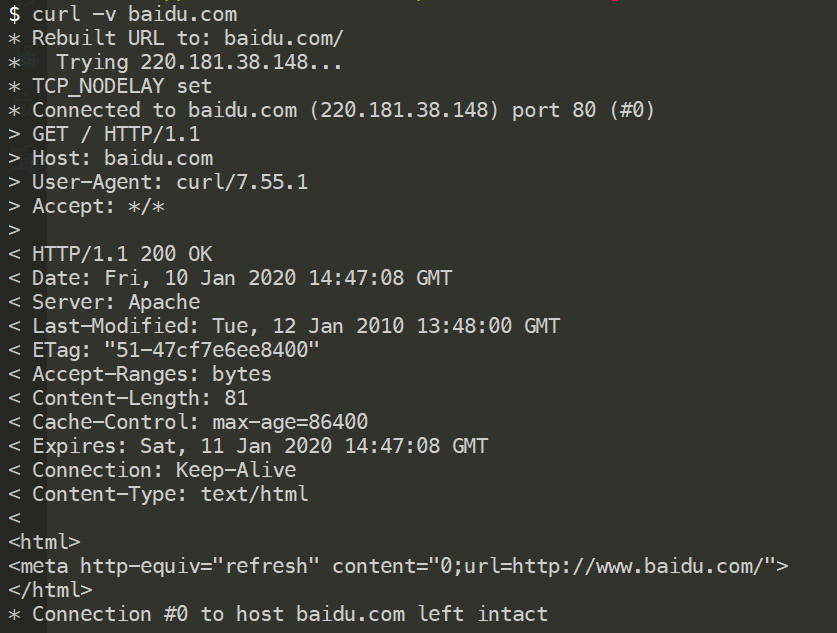 $ curl -v baidu.com
* Rebuilt URL to: baidu.com/
*   Trying 220.181.38.148...
* TCP_NODELAY set
* Connected to baidu.com (220.181.38.148) port 80 (#0)
> GET / HTTP/1.1
> Host: baidu.com
> User-Agent: curl/7.55.1
> Accept: */*
>
< HTTP/1.1 200 OK
< Date: Fri, 10 Jan 2020 14:47:08 GMT
< Server: Apache
< Last-Modified: Tue, 12 Jan 2010 13:48:00 GMT
< ETag: "51-47cf7e6ee8400"
< Accept-Ranges: bytes
< Content-Length: 81
< Cache-Control: max-age=86400
< Expires: Sat, 11 Jan 2020 14:47:08 GMT
< Connection: Keep-Alive
< Content-Type: text/html
<
<html>
<meta http-equiv="refresh" content="0;url=http://www.baidu.com/">
</html>
* Connection #0 to host baidu.com left intact